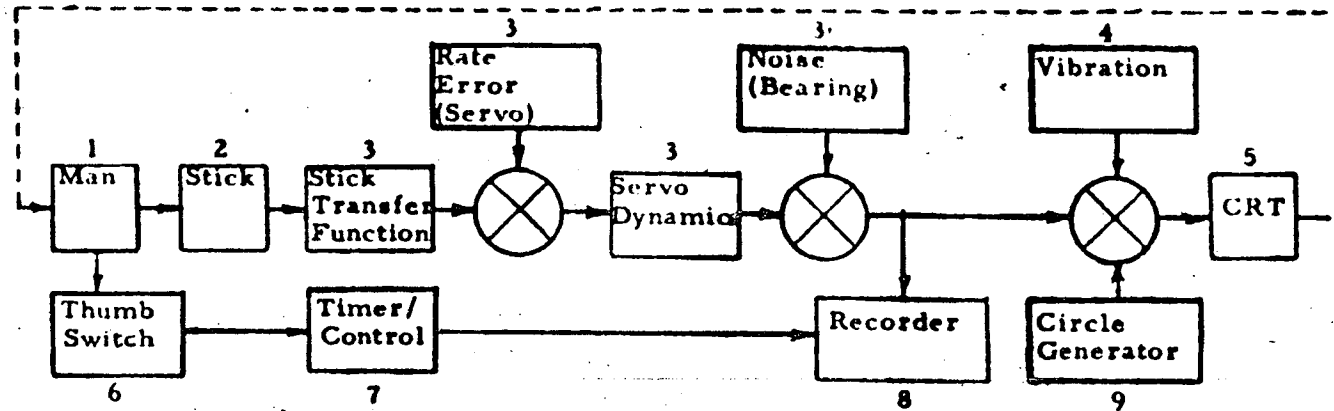 3
Rate
Error
(Servo)
3
Noise
(Bearing)
4
Vibration
1
Man
2
Stick
3
Stick
Transfer
Function
3
Servo
Dynamic
5
CRT
Thumb
Switch
6
Timer/
Control
7
Recorder
8
Circle
Generator
9